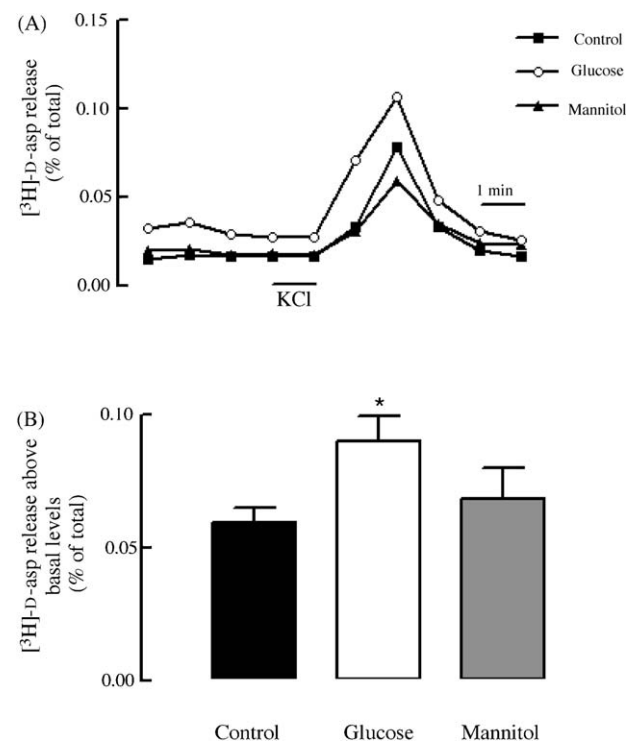 (A)
0.15
0.10
0.05
0.00
[³H]-D-asp release
(% of total)
Control
Glucose
Mannitol
1 min
KCl
(B)
0.10
0.05
0.00
[³H]-D-asp release above
basal levels
(% of total)
*
Control Glucose Mannitol